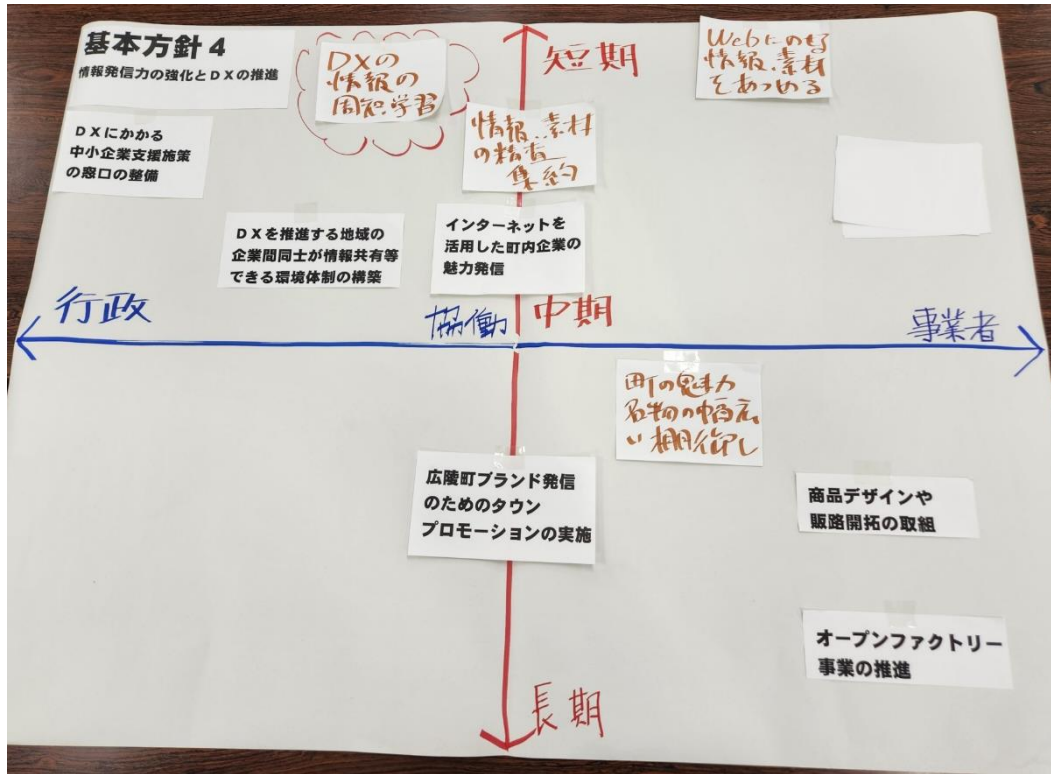 基本方針4
情報発信力の強化とDXの推進
DXの
情報の
周知.学習
短期
Webにのせる
情報.素材
をあつめる
DXにかかる
中小企業支援施策
の窓口の整備
情報.素材
の精査
集約
DXを推進する地域の
企業間同士が情報共有等
できる環境体制の構築
インターネットを
活用した町内企業の
魅力発信
行政
協働
中期
事業者
町の魅力
名物の幅広
い棚卸し
広陵町ブランド発信
のためのタウン
プロモーションの実施
商品デザインや
販路開拓の取組
オープンファクトリー
事業の推進
長期